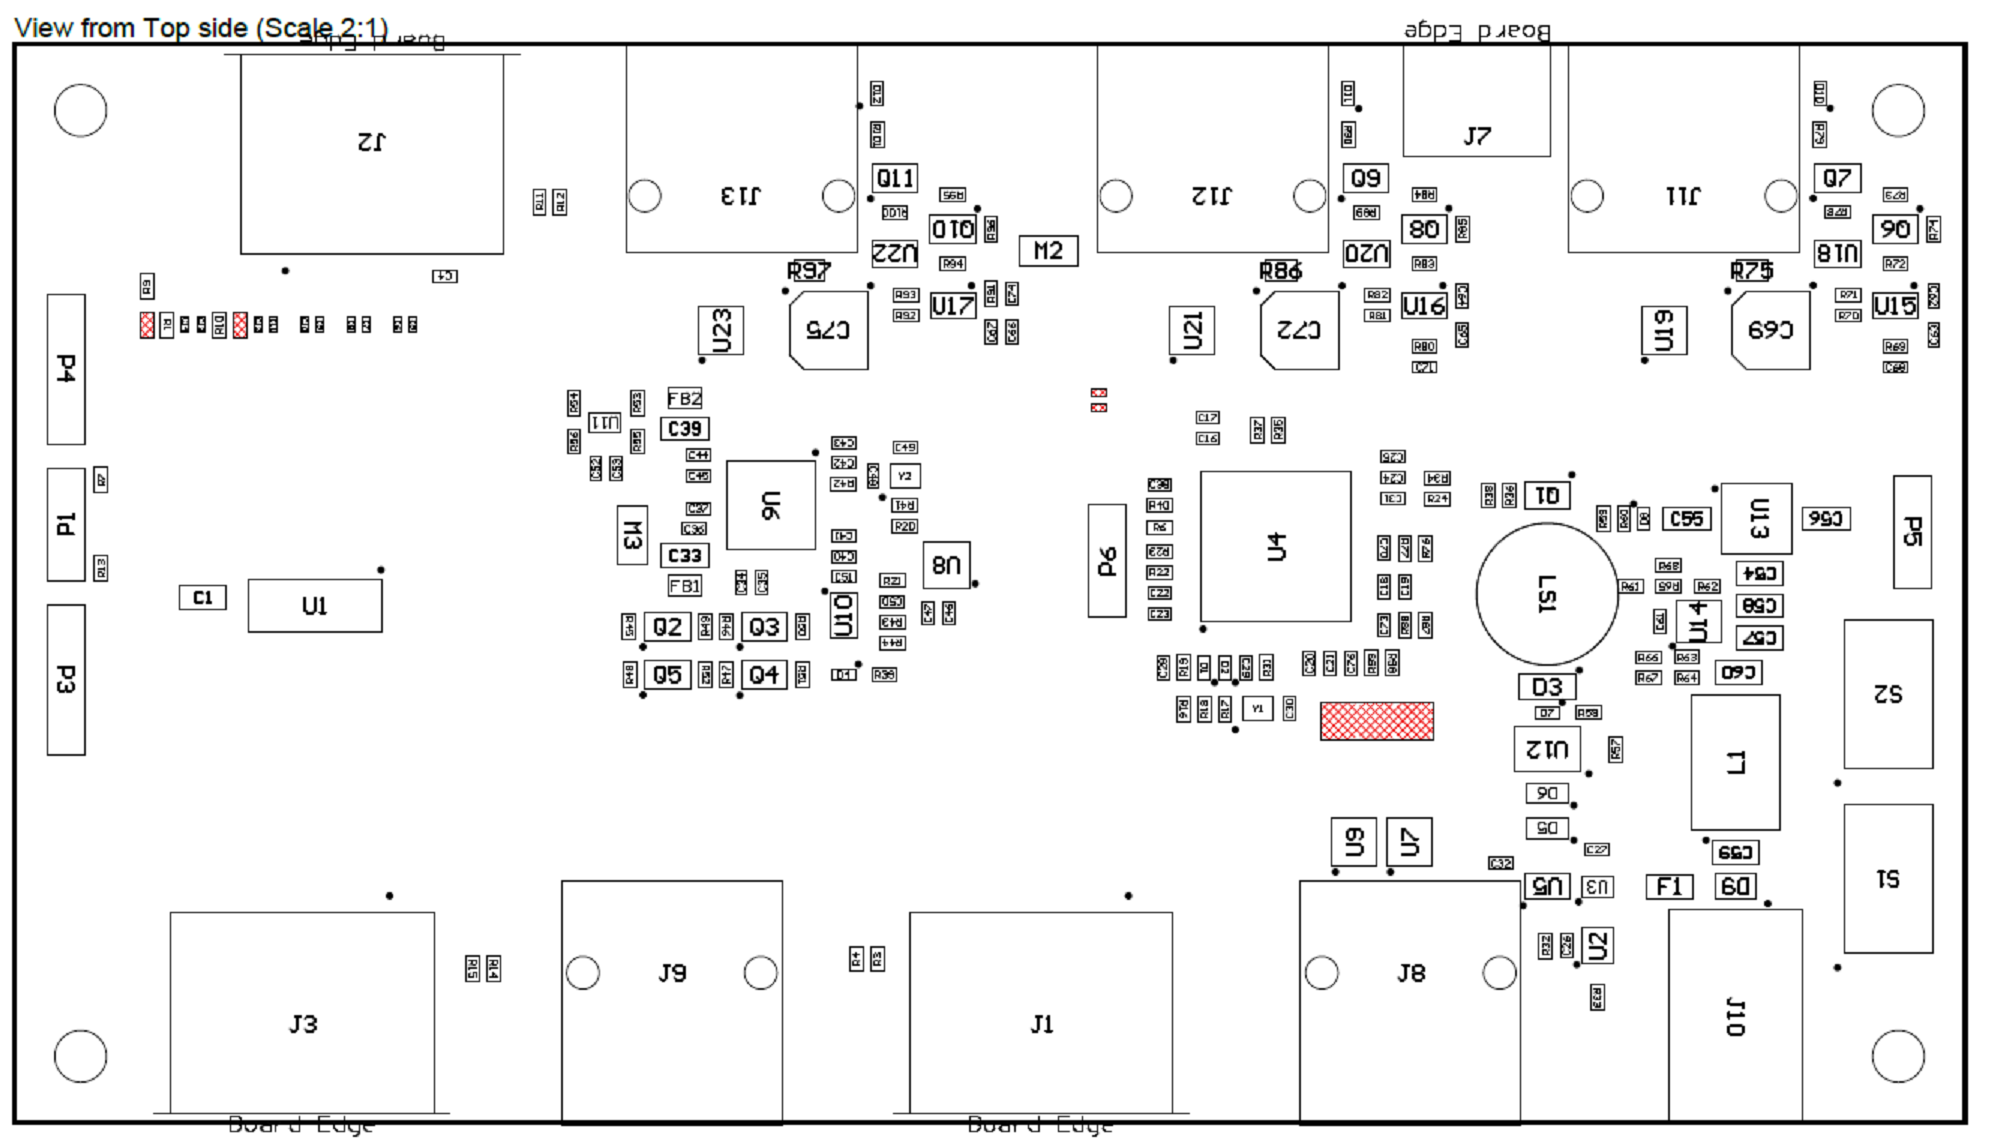 View from Top side (Scale 2:1)
Board Edge
Board Edge
D12
D11
D10
R101
R90
R79
J2
J13
J12
J7
J11
Q11
Q9
Q7
R11
R12
R95
R84
R73
R100
R89
R78
Q10
R96
Q8
R85
Q6
R74
U22
M2
U20
U18
R94
R83
R72
R97
R86
R75
C4
R9
R93
R91
C74
R82
C64
R71
C62
U17
U16
U15
R92
R81
R70
C67
C66
C65
C63
R1
R10
U23
C75
U21
C72
U19
C69
R80
R69
C71
C68
P4
R54
R53
FB2
U11
C39
C17
R37
R35
C16
R56
R55
C43
C49
C44
C42
C25
C52
C53
C45
R42
C48
Y2
C24
R34
R7
C31
R24
R38
R36
Q1
P1
M3
U6
C37
R41
R40
P6
R6
U4
C55
U13
C56
P5
C36
R20
C33
C41
C40
U8
R23
C70
R77
R76
C51
R22
C54
R68
R13
FB1
C34
C35
R21
C22
C18
C19
LS1
R61
R65
R62
C1
U1
U10
C50
C47
C46
C23
C58
U14
R45
Q2
R49
R46
Q3
R50
R43
C73
R88
R87
C57
R44
R66
R63
C29
R19
D1
D2
C28
R31
C20
C21
C76
R99
R98
R48
Q5
R52
R47
Q4
R51
D4
R39
D3
R67
R64
C60
P3
R16
R18
R17
Y1
C30
D7
R58
S2
U12
R57
L1
D6
D5
U9
U7
C32
C27
C59
U5
U3
F1
D9
S1
R32
C26
U2
R15
R14
R4
R3
J9
J8
R33
J3
J1
J10
Board Edge
Board Edge